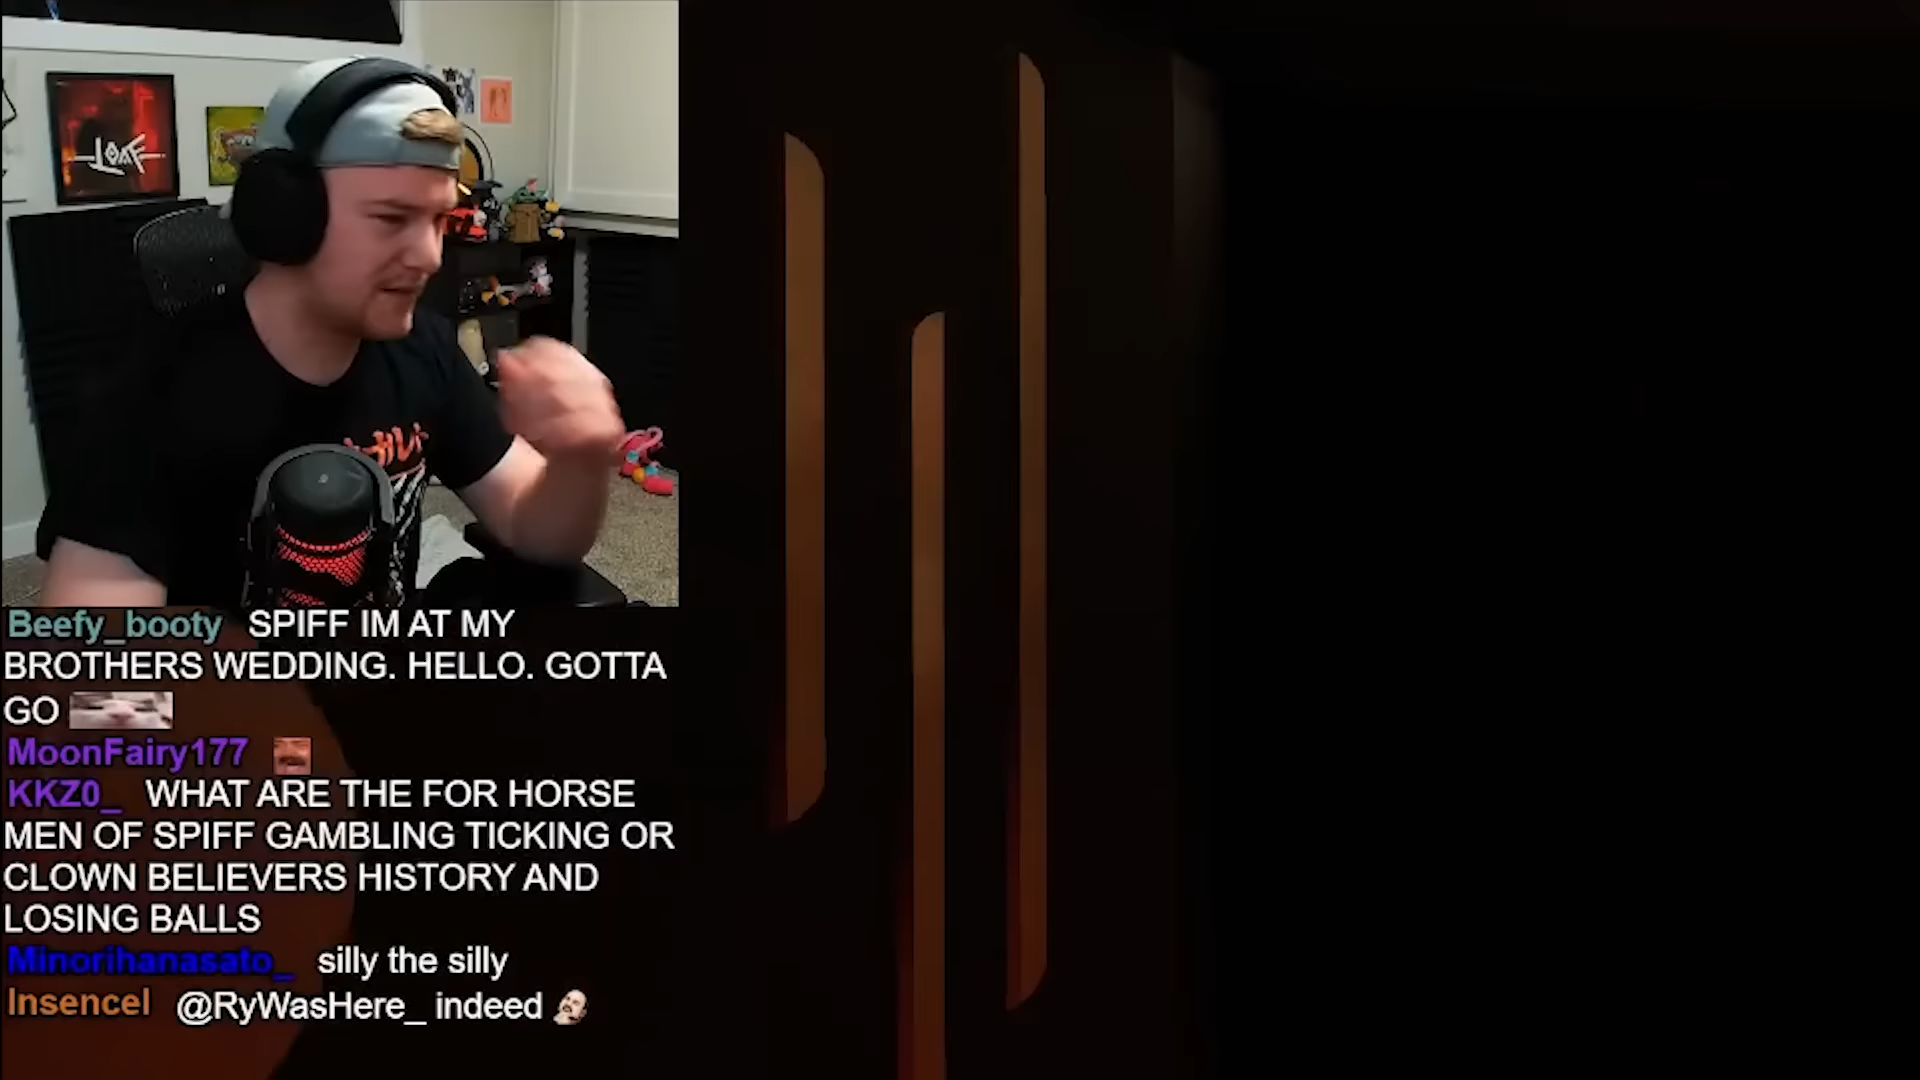 LOAF
Beefy_booty SPIFF IM AT MY
BROTHERS WEDDING. HELLO. GOTTA
GO
MoonFairy177
KKZ0_ WHAT ARE THE FOR HORSE
MEN OF SPIFF GAMBLING TICKING OR
CLOWN BELIEVERS HISTORY AND
LOSING BALLS
Minorihanasato_ silly the silly
Insencel @RyWasHere_ indeed